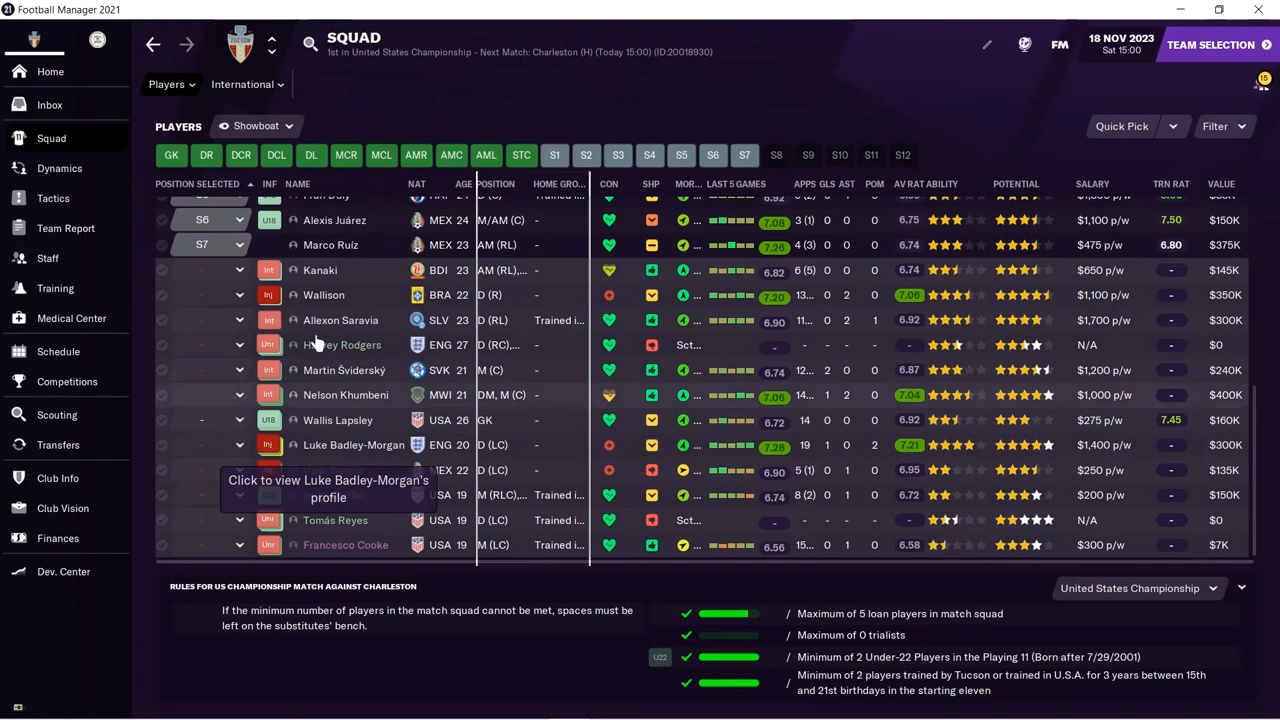 21 Football Manager 2021
SQUAD
1st in United States Championship - Next Match: Charleston (H) (Today 15:00) (ID:20018930)
FM
18 NOV 2023
Sat 15:00
TEAM SELECTION
15
TUCSON
Home
Inbox
Squad
Dynamics
Tactics
Team Report
Staff
Training
Medical Center
Schedule
Competitions
Scouting
Transfers
Club Info
Club Vision
Finances
Dev. Center
Players International
PLAYERS Showboat Quick Pick Filter
GK DR DCR DCL DL MCR MCL AMR AMC AML STC S1 S2 S3 S4 S5 S6 S7 S8 S9 S10 S11 S12
POSITION SELECTED INF NAME NAT AGE POSITION HOME GRO... CON SHP MOR... LAST 5 GAMES APPS GLS AST POM AV RAT ABILITY POTENTIAL SALARY TRN RAT VALUE
S6 U18 Alexis Juárez MEX 24 M/AM (C) - ... 7.08 3 (1) 0 0 0 6.75 $1,100 p/w 7.50 $150K
S7 Marco Ruíz MEX 23 AM (RL) - ... 7.26 4 (3) 0 0 0 6.74 $475 p/w 6.80 $375K
- Int Kanaki BDI 23 AM (RL),... - ... 6.82 6 (5) 0 0 0 6.74 $650 p/w - $145K
- Inj Wallison BRA 22 D (R) - ... 7.20 13... 0 2 0 7.06 $1,100 p/w - $350K
- Int Allexon Saravia SLV 23 D (RL) Trained i... ... 6.90 11... 0 2 1 6.92 $1,700 p/w - $300K
- Unr Harvey Rodgers ENG 27 D (RC),... - Sct... - - - - - - N/A - $0
- Int Martin Šviderský SVK 21 M (C) - ... 6.74 12... 2 0 0 6.87 $1,200 p/w - $240K
- Int Nelson Khumbeni MWI 21 DM, M (C) - ... 7.06 14... 1 2 0 7.04 $1,000 p/w - $400K
- U18 Wallis Lapsley USA 26 GK - ... 6.72 14 0 0 0 6.92 $275 p/w 7.45 $160K
- Inj Luke Badley-Morgan ENG 20 D (LC) - ... 7.28 19 1 0 2 7.21 $1,400 p/w - $300K
MEX 22 D (LC) - ... 6.90 5 (1) 0 1 0 6.95 $250 p/w - $135K
Click to view Luke Badley-Morgan's
profile
USA 19 M (RLC),... Trained i... ... 6.74 8 (2) 0 1 0 6.72 $200 p/w - $150K
- Unr Tomás Reyes USA 19 D (LC) Trained i... Sct... - - - - - - N/A - $0
- Unr Francesco Cooke USA 19 M (LC) Trained i... ... 6.56 15... 0 1 0 6.58 $300 p/w - $7K
RULES FOR US CHAMPIONSHIP MATCH AGAINST CHARLESTON United States Championship
If the minimum number of players in the match squad cannot be met, spaces must be
left on the substitutes' bench.
/ Maximum of 5 loan players in match squad
/ Maximum of 0 trialists
U22 / Minimum of 2 Under-22 Players in the Playing 11 (Born after 7/29/2001)
/ Minimum of 2 players trained by Tucson or trained in U.S.A. for 3 years between 15th
and 21st birthdays in the starting eleven